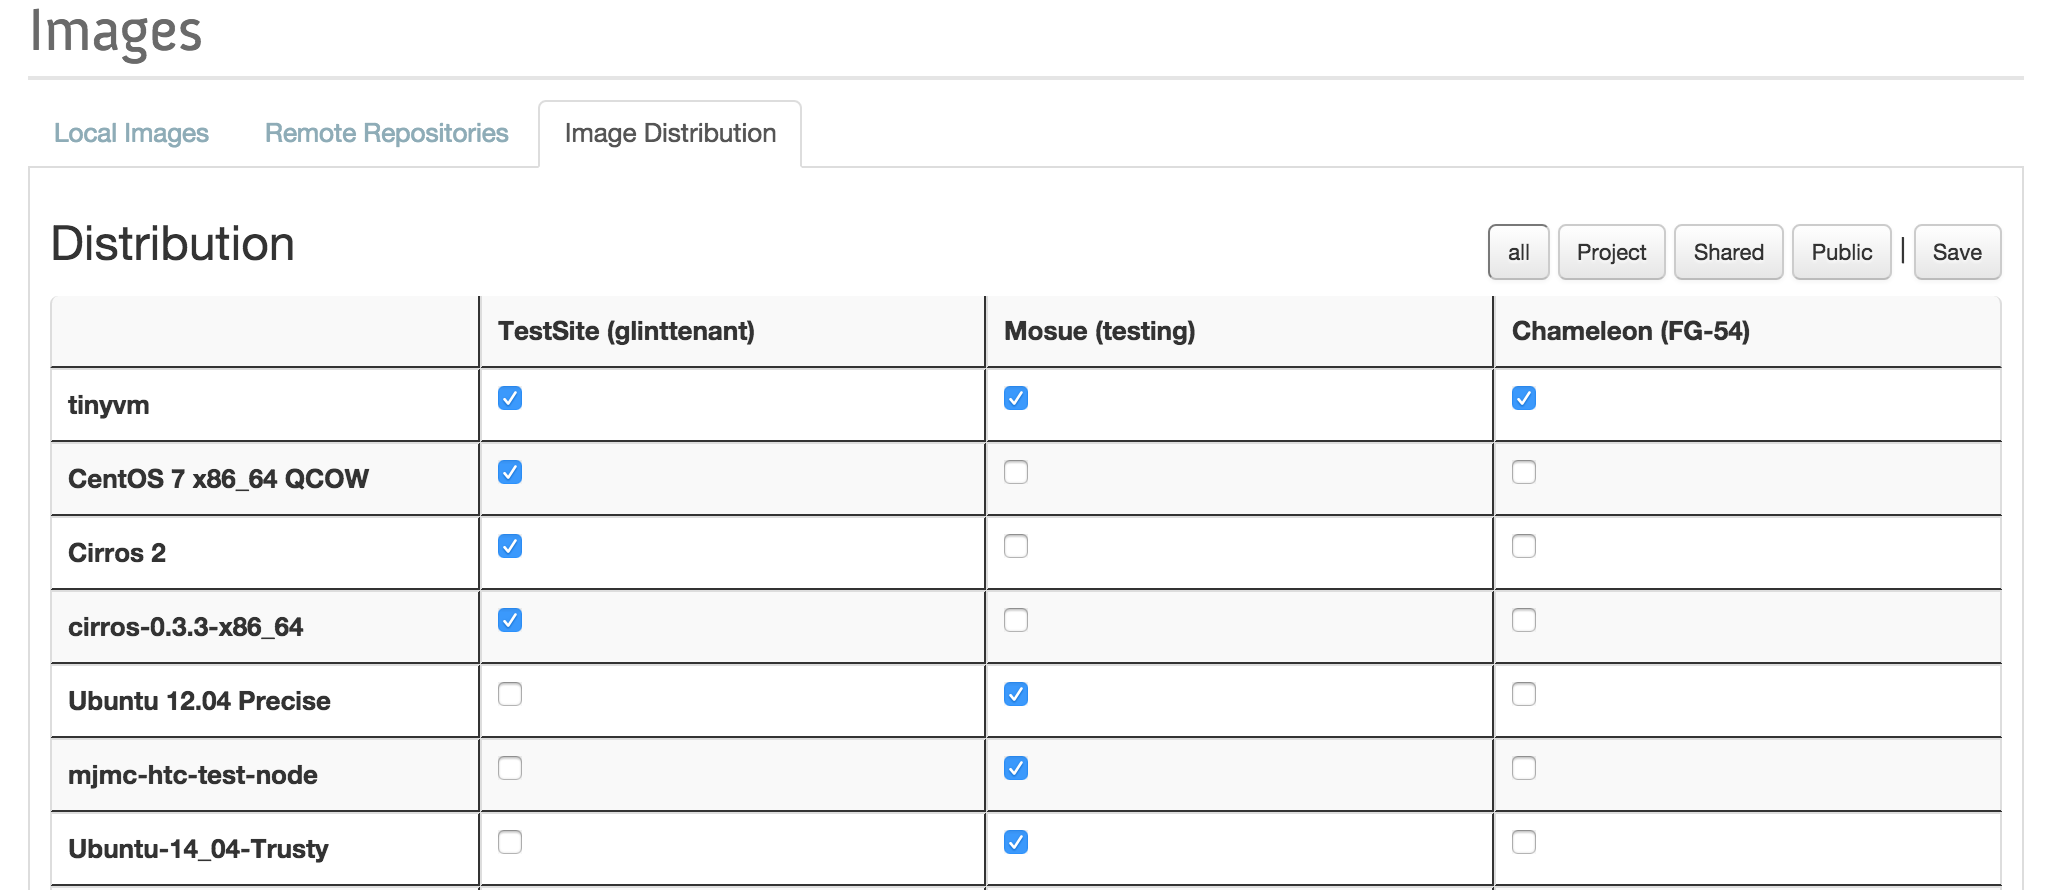 Images
Local Images Remote Repositories Image Distribution
Distribution all Project Shared Public | Save
TestSite (glinttenant) Mosue (testing) Chameleon (FG-54)
tinyvm
CentOS 7 x86_64 QCOW
Cirros 2
cirros-0.3.3-x86_64
Ubuntu 12.04 Precise
mjmc-htc-test-node
Ubuntu-14_04-Trusty